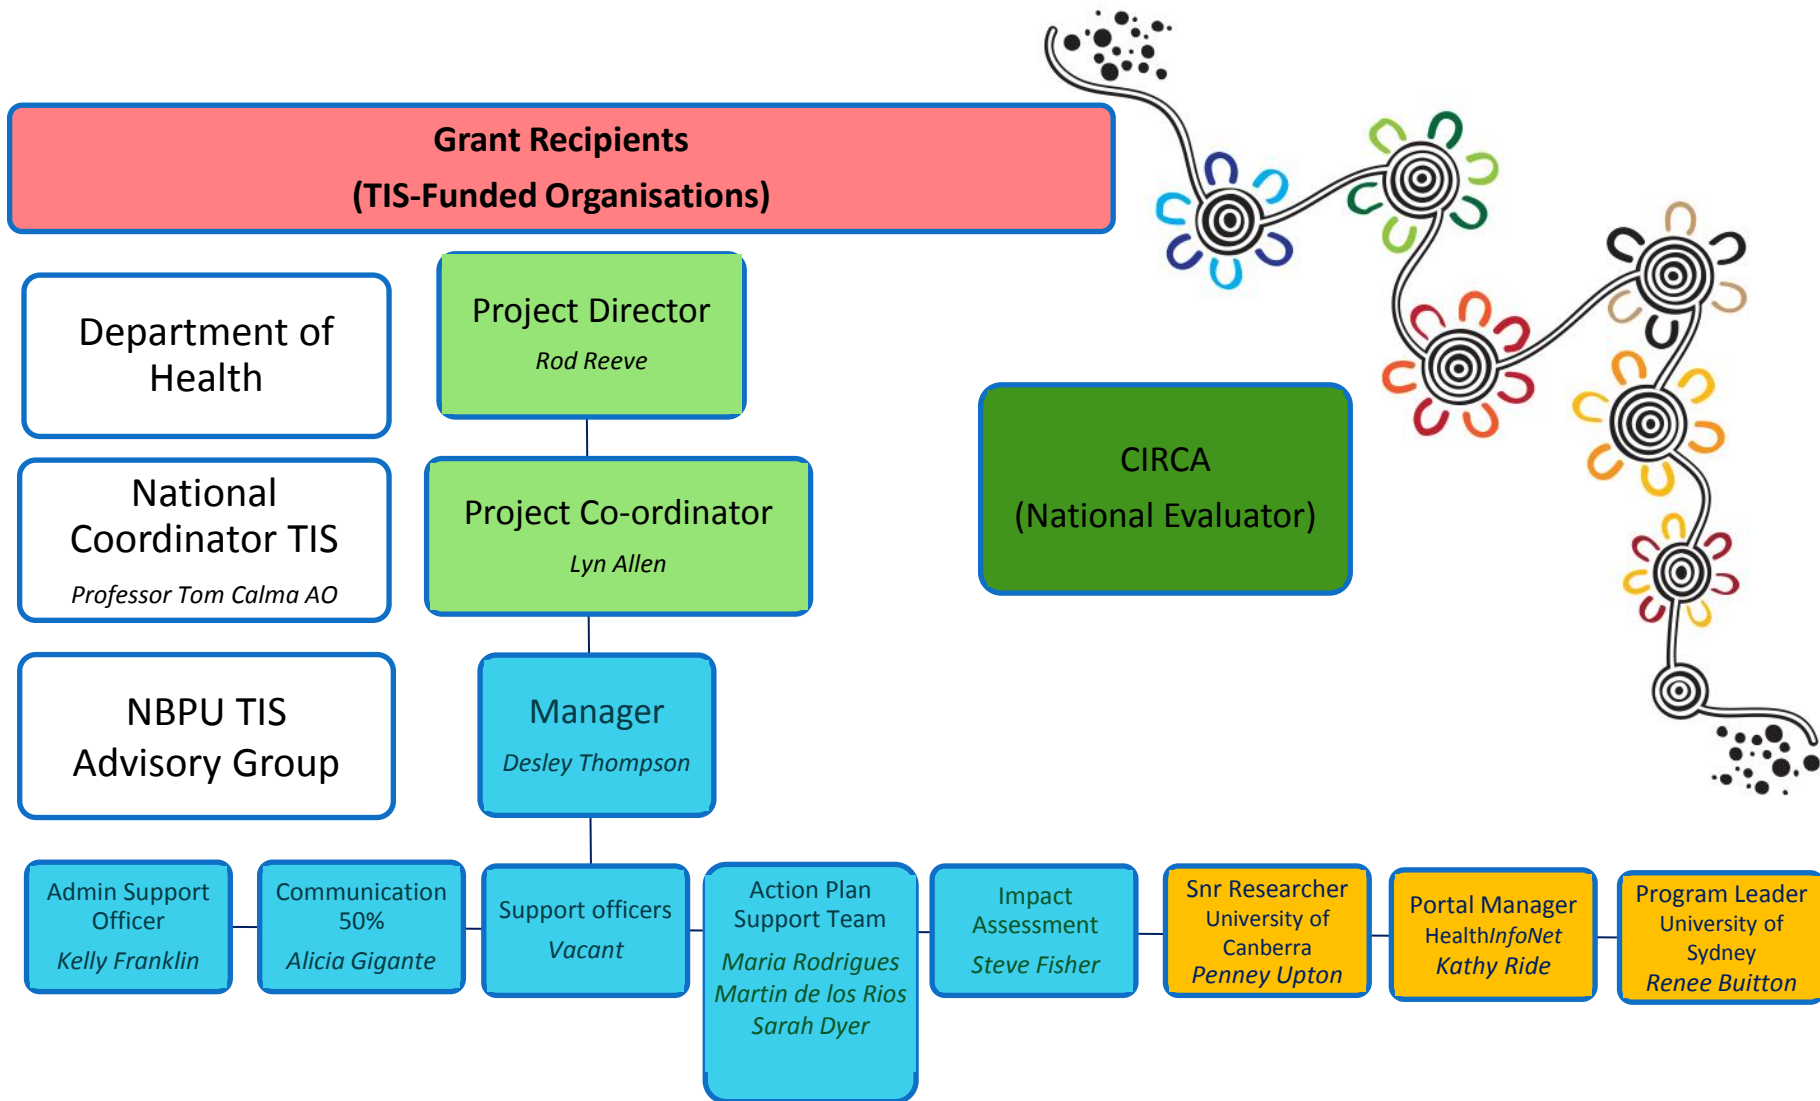 Grant Recipients
(TIS-Funded Organisations)
Department of
Health
Project Director
Rod Reeve
National
Coordinator TIS
Professor Tom Calma AO
Project Co-ordinator
Lyn Allen
CIRCA
(National Evaluator)
NBPU TIS
Advisory Group
Manager
Desley Thompson
Admin Support
Officer
Kelly Franklin
Communication
50%
Alicia Gigante
Support officers
Vacant
Action Plan
Support Team
Maria Rodrigues
Martin de los Rios
Sarah Dyer
Impact
Assessment
Steve Fisher
Snr Researcher
University of
Canberra
Penney Upton
Portal Manager
HealthInfoNet
Kathy Ride
Program Leader
University of
Sydney
Renee Buitton